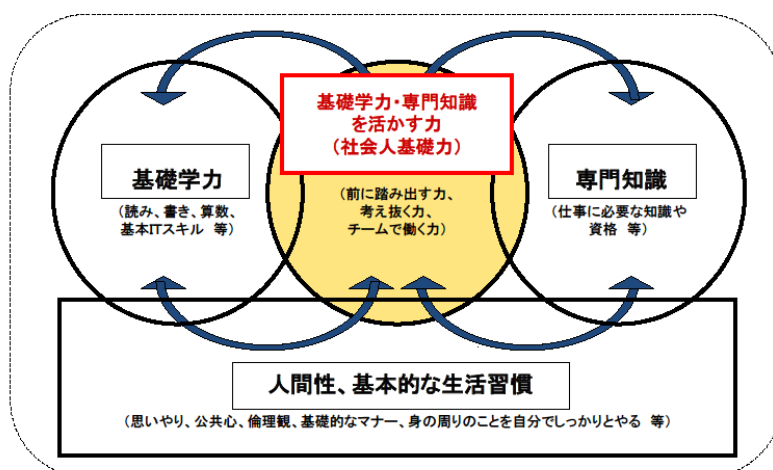 基礎学力・専門知識
を活かす力
(社会人基礎力)
基礎学力
(読み、書き、算数、
基本ITスキル 等)
(前に踏み出す力、
考え抜く力、
チームで働く力)
専門知識
(仕事に必要な知識や
資格 等)
人間性、基本的な生活習慣
(思いやり、公共心、倫理観、基礎的なマナー、身の周りのことを自分でしっかりとやる 等)